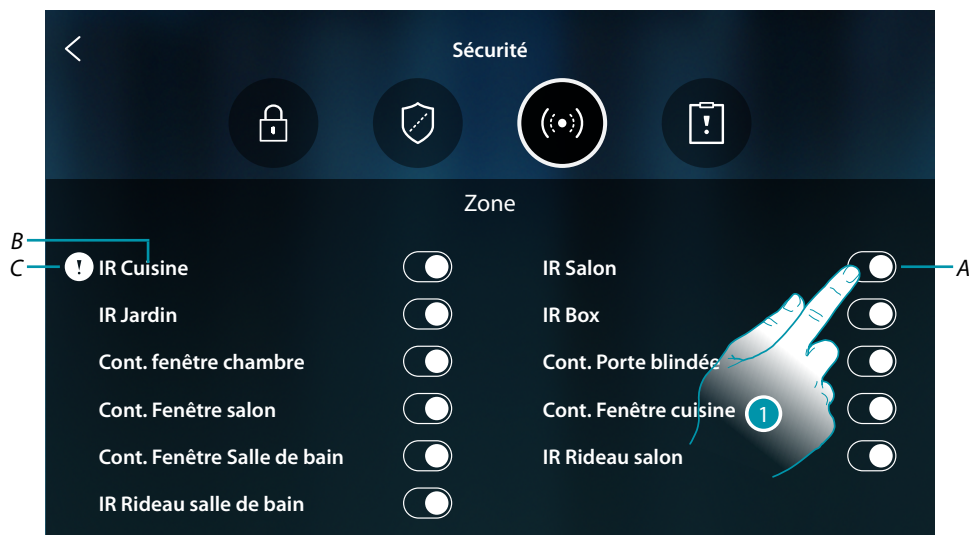 Sécurité
Zone
B
C
! IR Cuisine
IR Salon
A
IR Jardin
IR Box
Cont. fenêtre chambre
Cont. Porte blindée
Cont. Fenêtre salon
Cont. Fenêtre cuisine
1
Cont. Fenêtre Salle de bain
IR Rideau salon
IR Rideau salle de bain